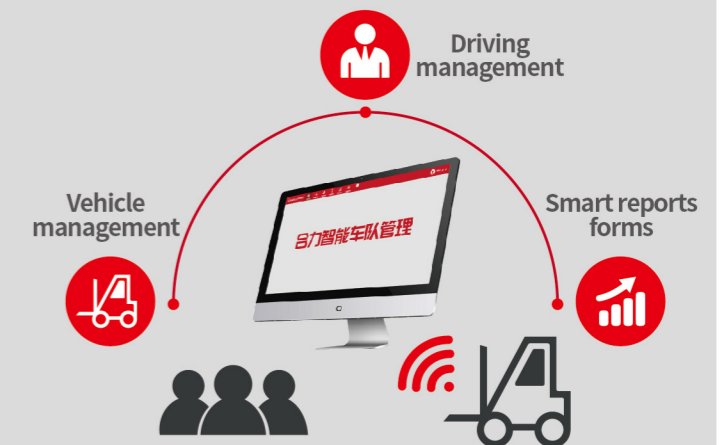 Driving
management
Vehicle
management
Smart reports
forms
合力智能车队管理